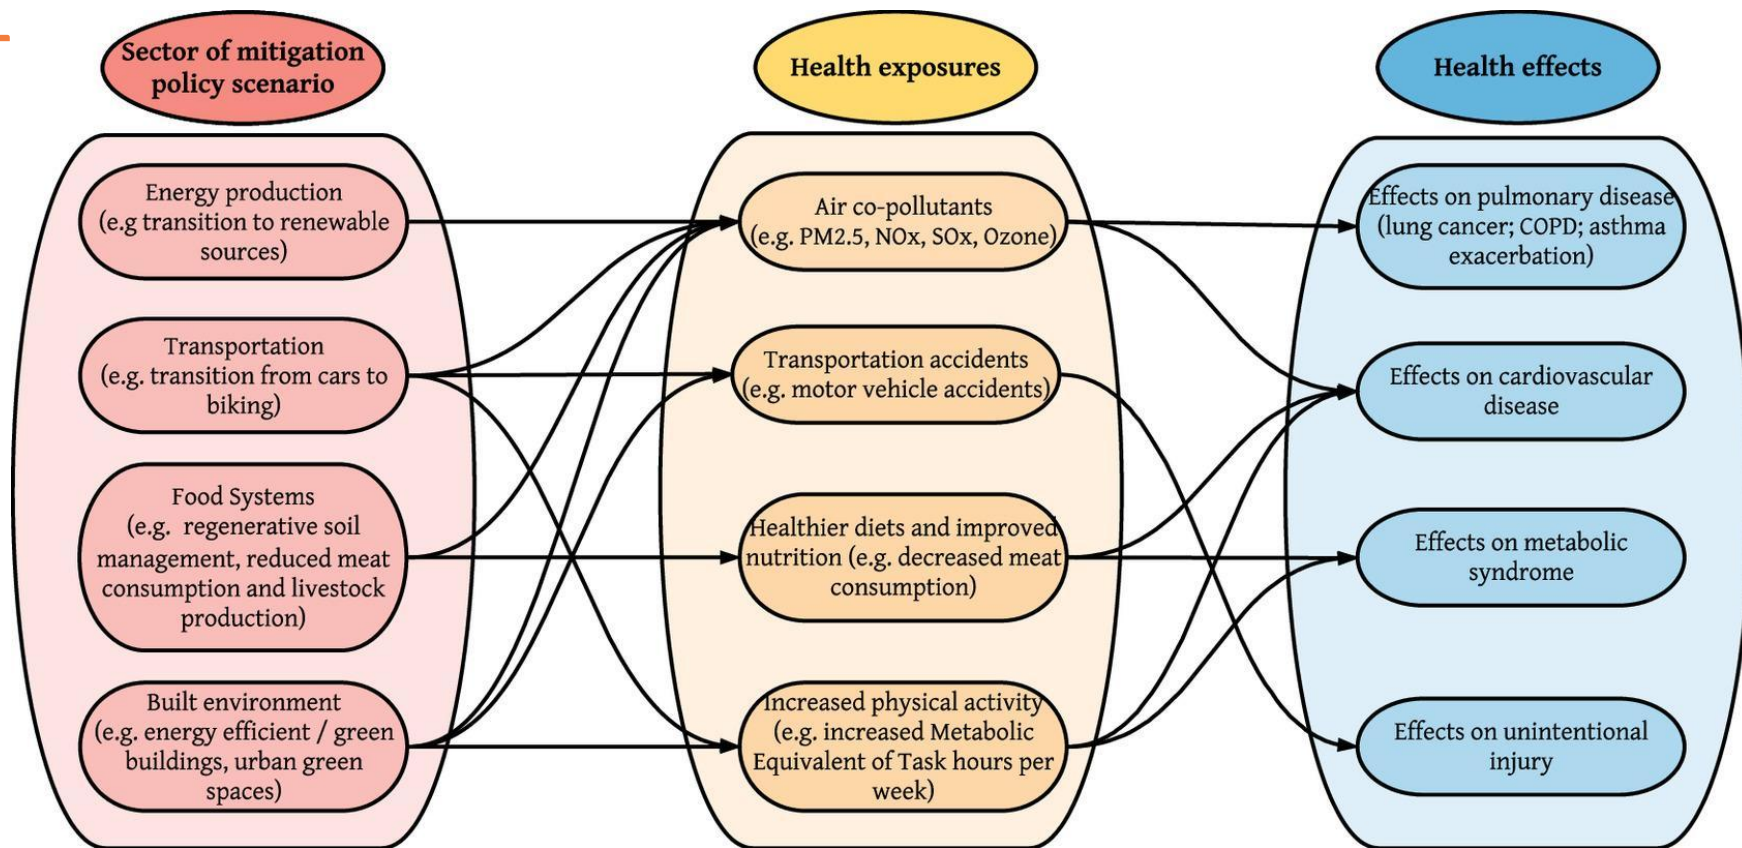 Sector of mitigation
policy scenario
Energy production
(e.g transition to renewable
sources)
Transportation
(e.g. transition from cars to
biking)
Food Systems
(e.g. regenerative soil
management, reduced meat
consumption and livestock
production)
Built environment
(e.g. energy efficient / green
buildings, urban green
spaces)
Health exposures
Air co-pollutants
(e.g. PM2.5, NOx, SOx, Ozone)
Transportation accidents
(e.g. motor vehicle accidents)
Healthier diets and improved
nutrition (e.g. decreased meat
consumption)
Increased physical activity
(e.g. increased Metabolic
Equivalent of Task hours per
week)
Health effects
Effects on pulmonary disease
(lung cancer; COPD; asthma
exacerbation)
Effects on cardiovascular
disease
Effects on metabolic
syndrome
Effects on unintentional
injury